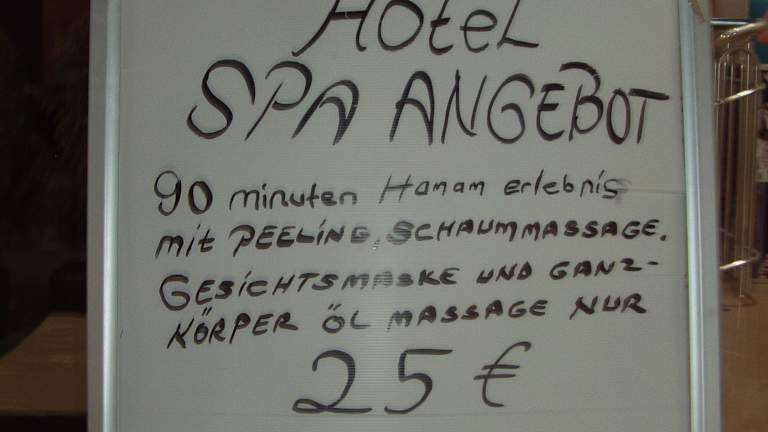 HOTEL
SPA ANGEBOT
90 minuten Hamam erlebnis
mit PEELING, SCHAUMMASSAGE.
GESICHTSMASKE UND GANZ-
KÖRPER ÖL MASSAGE NUR
25 €